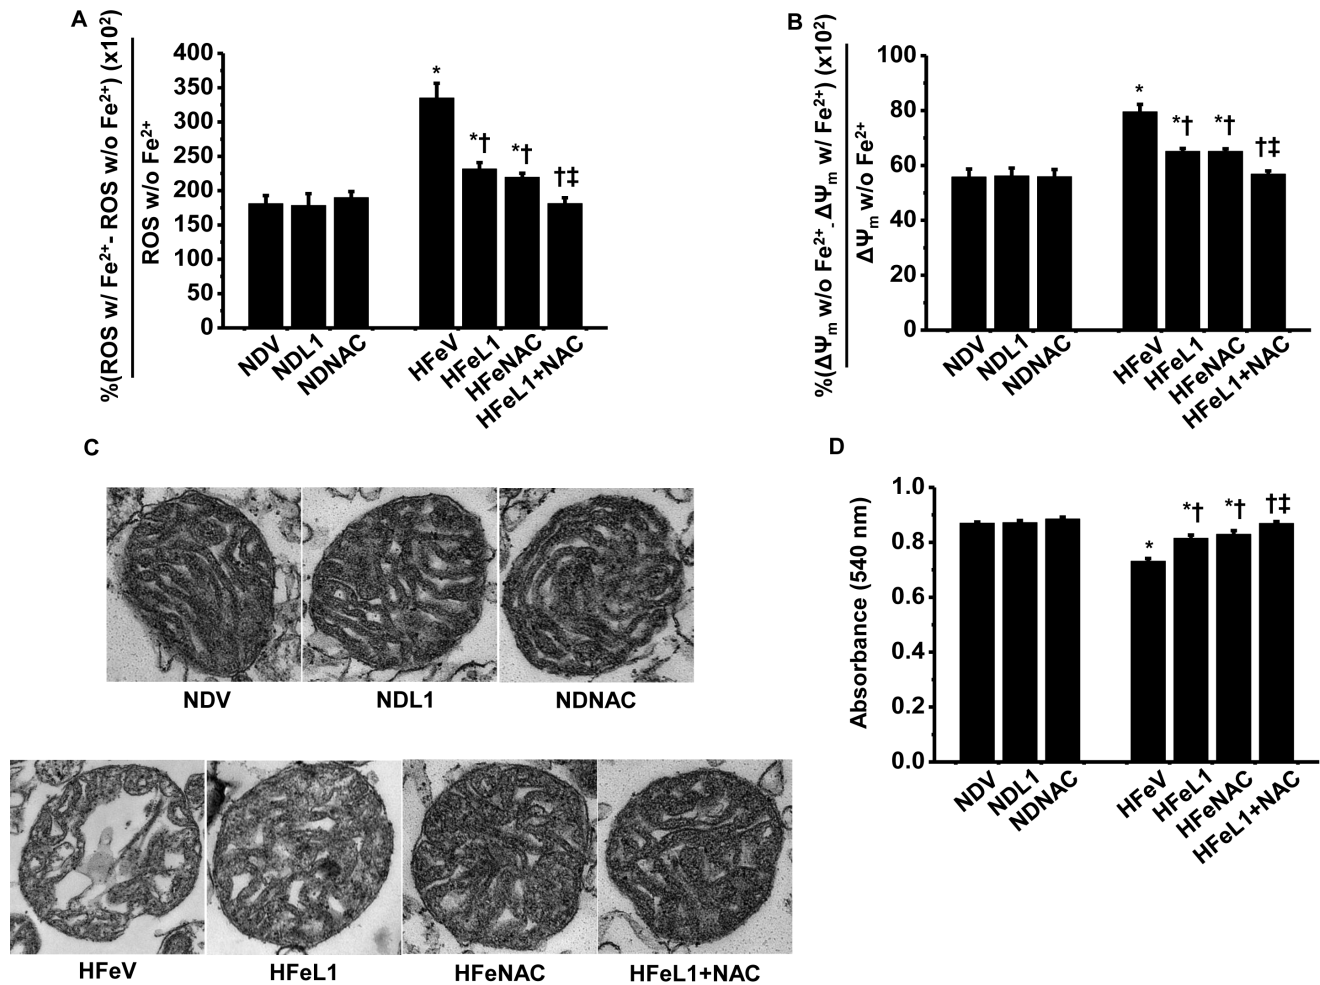 A
%(ROS w/ Fe²⁺- ROS w/o Fe²⁺) (x10²)
ROS w/o Fe²⁺
400
350
300
250
200
150
100
50
0
*
*†
*†
†‡
NDV
NDL1
NDNAC
HFeV
HFeL1
HFeNAC
HFeL1+NAC
B
%(ΔΨm w/o Fe²⁺- ΔΨm w/ Fe²⁺) (x10²)
ΔΨm w/o Fe²⁺
100
80
60
40
20
0
*
*†
*†
†‡
NDV
NDL1
NDNAC
HFeV
HFeL1
HFeNAC
HFeL1+NAC
C
NDV
NDL1
NDNAC
HFeV
HFeL1
HFeNAC
HFeL1+NAC
D
Absorbance (540 nm)
1.0
0.8
0.6
0.4
0.2
0.0
*
*†
*†
†‡
NDV
NDL1
NDNAC
HFeV
HFeL1
HFeNAC
HFeL1+NAC